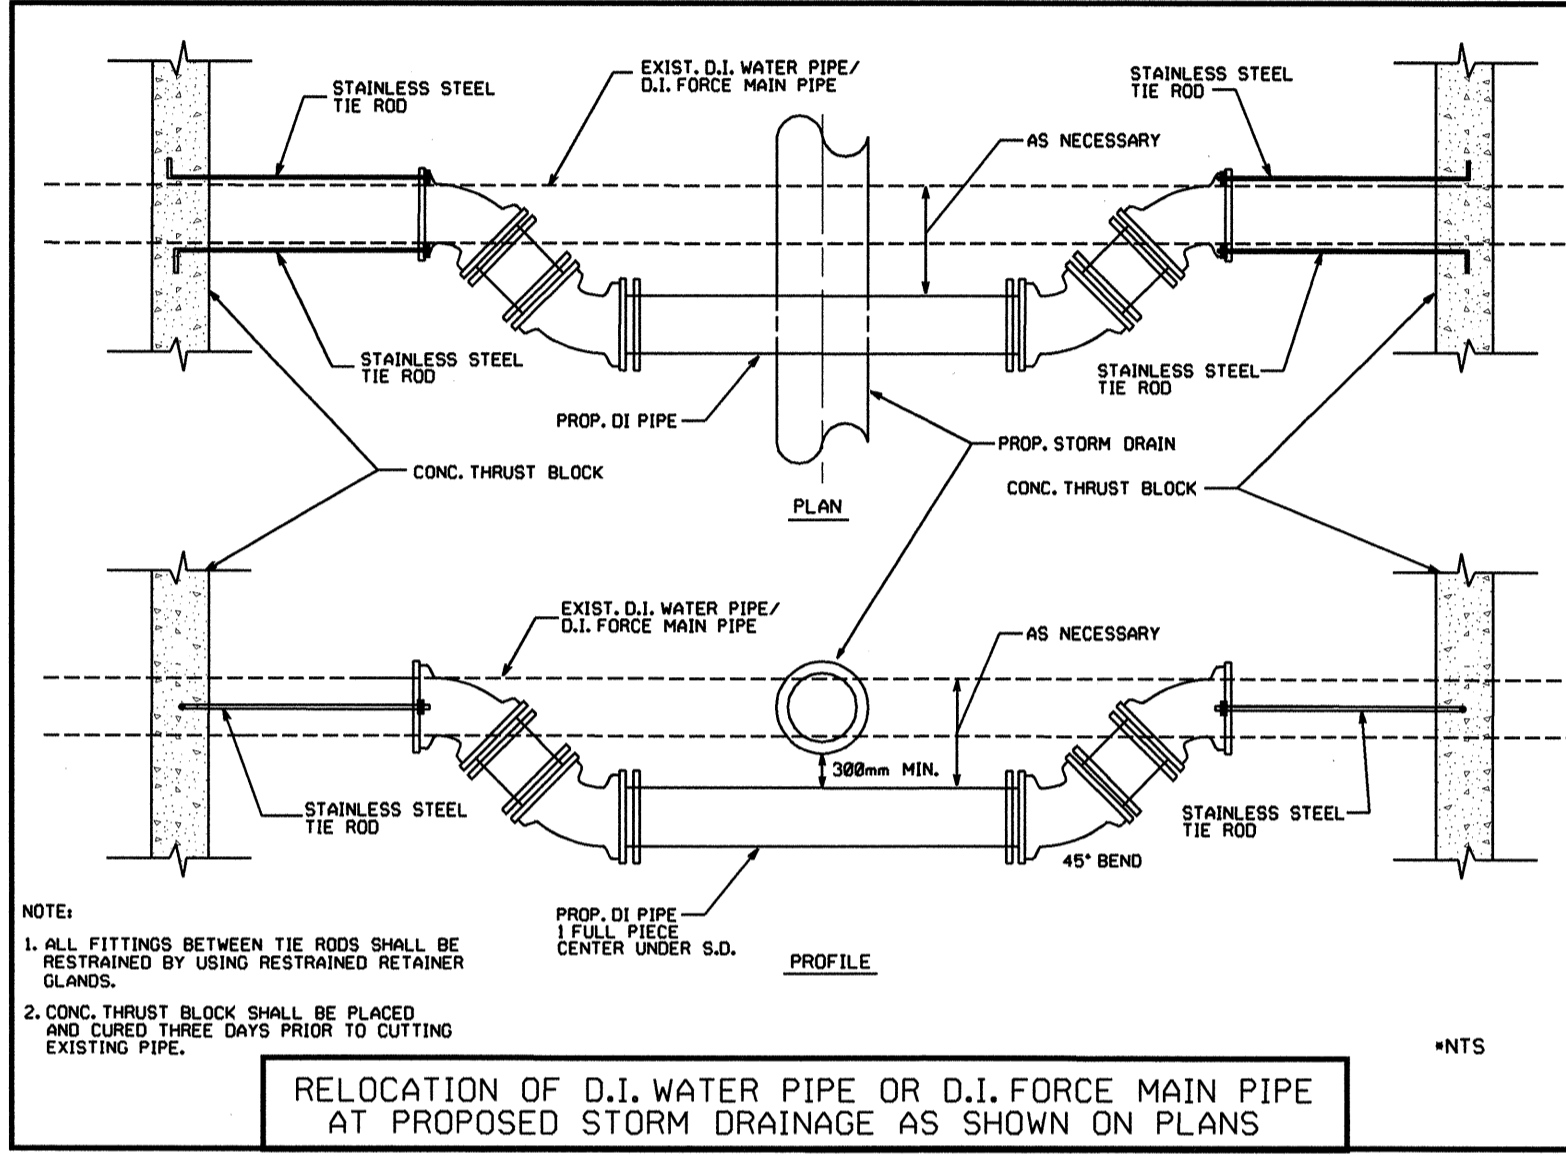 STAINLESS STEEL
TIE ROD
EXIST. D.I. WATER PIPE/
D.I. FORCE MAIN PIPE
STAINLESS STEEL
TIE ROD
AS NECESSARY
STAINLESS STEEL
TIE ROD
STAINLESS STEEL
TIE ROD
PROP. DI PIPE
PROP. STORM DRAIN
CONC. THRUST BLOCK
CONC. THRUST BLOCK
PLAN
EXIST. D.I. WATER PIPE/
D.I. FORCE MAIN PIPE
AS NECESSARY
300mm MIN.
STAINLESS STEEL
TIE ROD
STAINLESS STEEL
TIE ROD
45° BEND
PROP. DI PIPE
1 FULL PIECE
CENTER UNDER S.D.
PROFILE
NOTE:
1. ALL FITTINGS BETWEEN TIE RODS SHALL BE
RESTRAINED BY USING RESTRAINED RETAINER
GLANDS.
2. CONC. THRUST BLOCK SHALL BE PLACED
AND CURED THREE DAYS PRIOR TO CUTTING
EXISTING PIPE.
*NTS
RELOCATION OF D.I. WATER PIPE OR D.I. FORCE MAIN PIPE
AT PROPOSED STORM DRAINAGE AS SHOWN ON PLANS